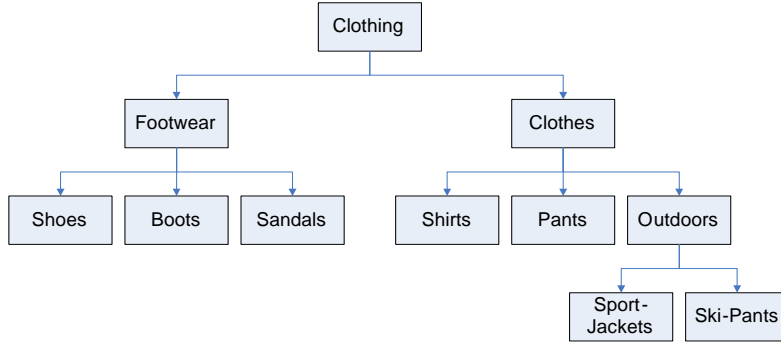 Clothing
Footwear
Clothes
Shoes
Boots
Sandals
Shirts
Pants
Outdoors
Sport-
Jackets
Ski-Pants